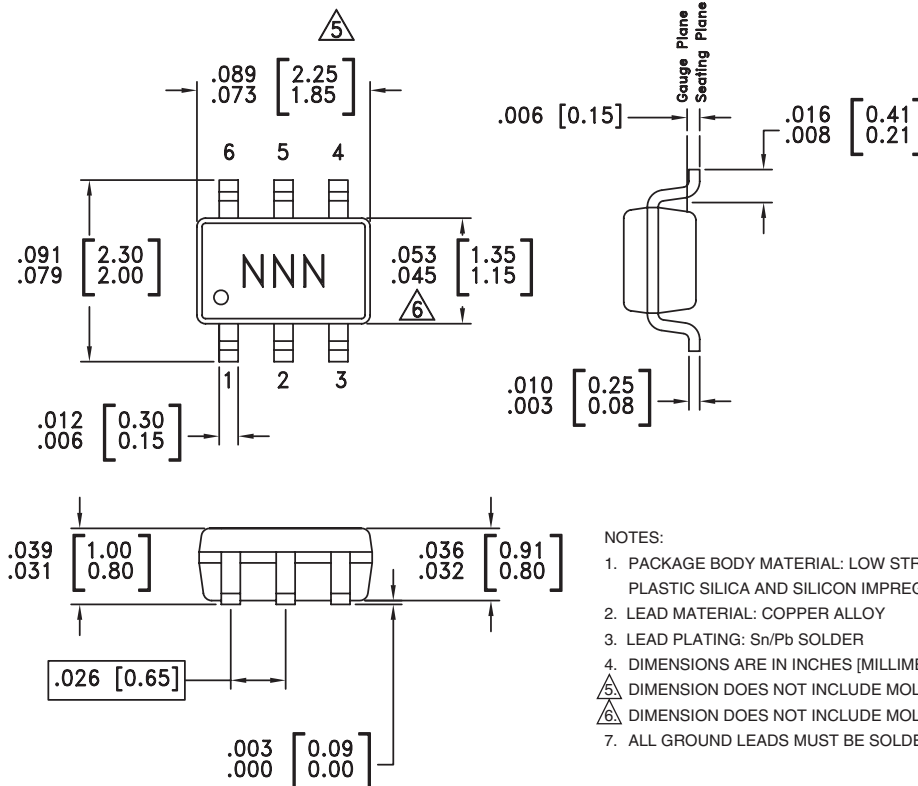 5
.089 [2.25]
.073 [1.85]
6 5 4
.091 [2.30]
.079 [2.00]
NNN
.053 [1.35]
.045 [1.15]
6
1 2 3
.012 [0.30]
.006 [0.15]
Gauge Plane
Seating Plane
.006 [0.15]
.016 [0.41]
.008 [0.21]
.010 [0.25]
.003 [0.08]
.039 [1.00]
.031 [0.80]
.036 [0.91]
.032 [0.80]
.026 [0.65]
.003 [0.09]
.000 [0.00]
NOTES:
1. PACKAGE BODY MATERIAL: LOW STR
PLASTIC SILICA AND SILICON IMPREG
2. LEAD MATERIAL: COPPER ALLOY
3. LEAD PLATING: Sn/Pb SOLDER
4. DIMENSIONS ARE IN INCHES [MILLIME
5. DIMENSION DOES NOT INCLUDE MOL
6. DIMENSION DOES NOT INCLUDE MOL
7. ALL GROUND LEADS MUST BE SOLDE